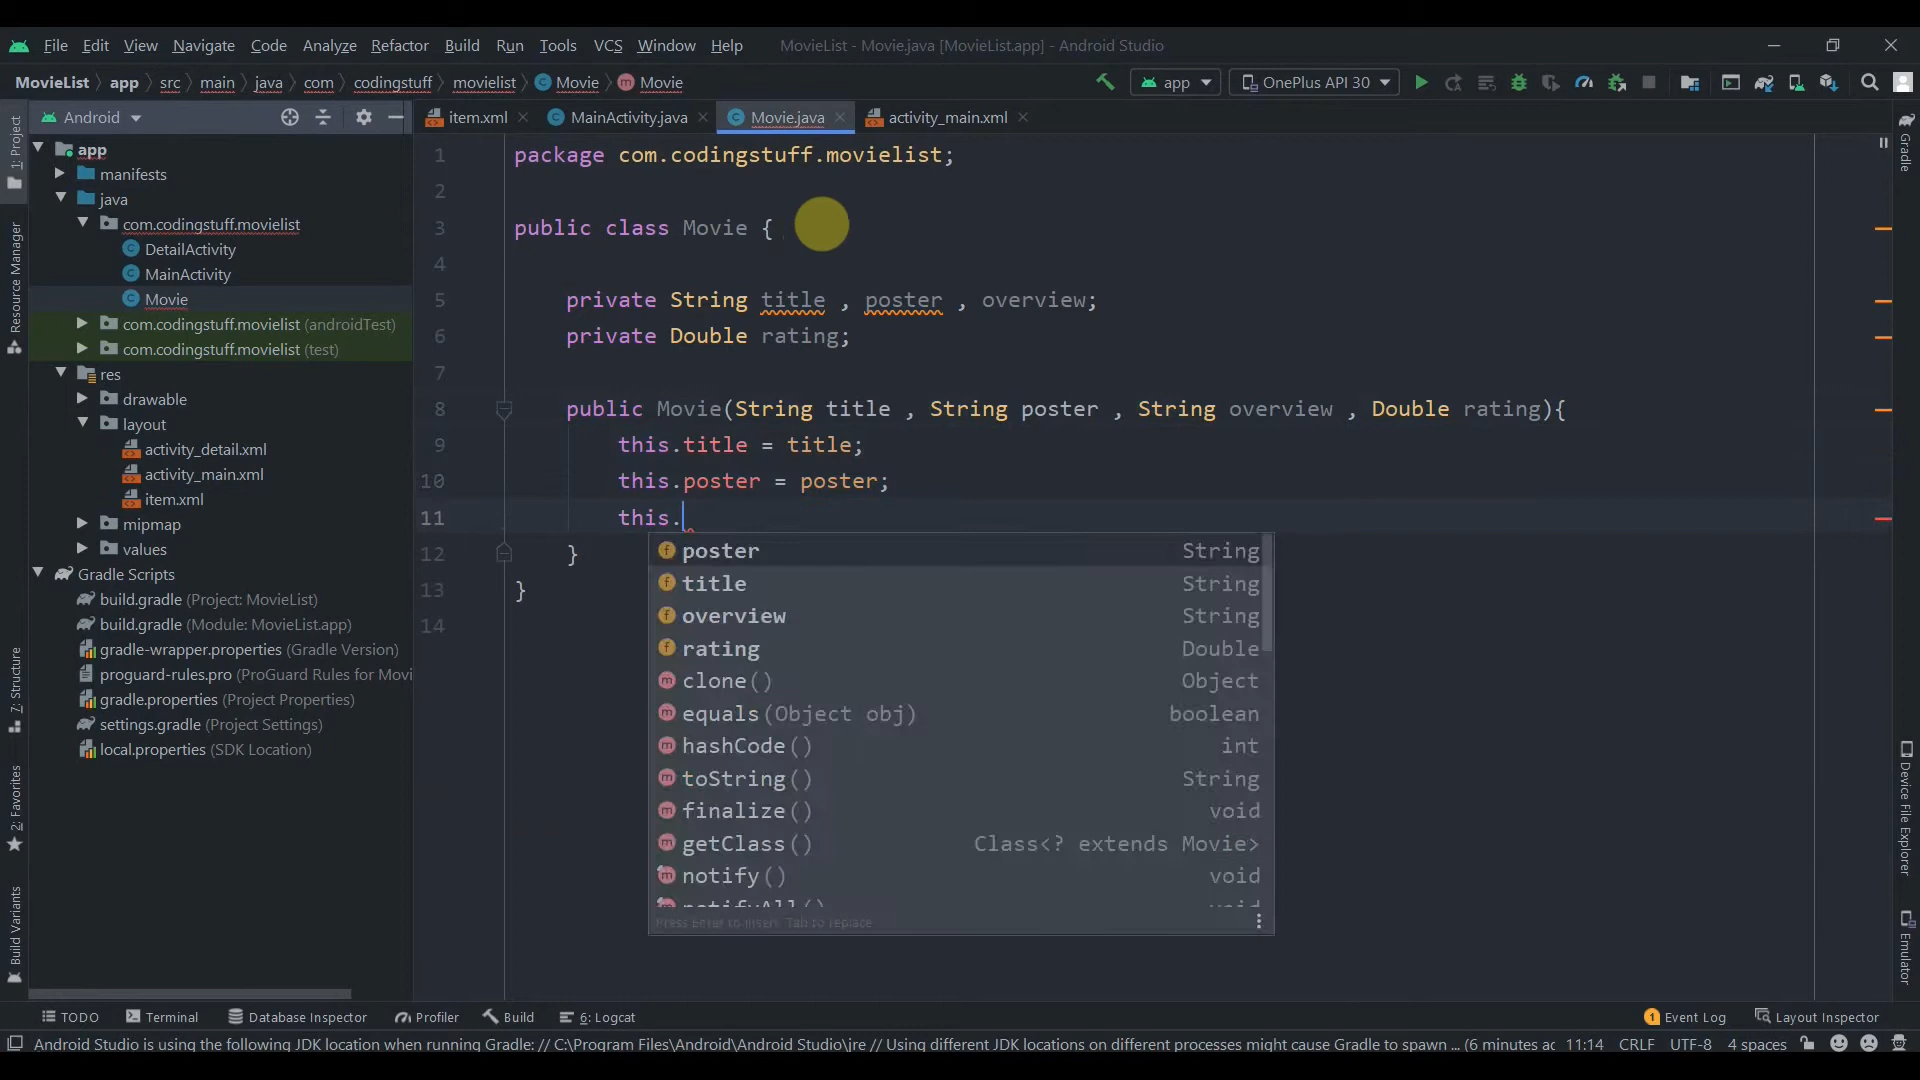 File Edit View Navigate Code Analyze Refactor Build Run Tools VCS Window Help MovieList - Movie.java [MovieList.app] - Android Studio
MovieList app src main java com codingstuff movielist Movie Movie app OnePlus API 30
Android item.xml MainActivity.java Movie.java activity_main.xml
1: Project
Resource Manager
7: Structure
2: Favorites
Build Variants
app
manifests
java
com.codingstuff.movielist
DetailActivity
MainActivity
Movie
com.codingstuff.movielist (androidTest)
com.codingstuff.movielist (test)
res
drawable
layout
activity_detail.xml
activity_main.xml
item.xml
mipmap
values
Gradle Scripts
build.gradle (Project: MovieList)
build.gradle (Module: MovieList.app)
gradle-wrapper.properties (Gradle Version)
proguard-rules.pro (ProGuard Rules for Movi
gradle.properties (Project Properties)
settings.gradle (Project Settings)
local.properties (SDK Location)
1 package com.codingstuff.movielist;
2
3 public class Movie {
4
5 private String title , poster , overview;
6 private Double rating;
7
8 public Movie(String title , String poster , String overview , Double rating){
9 this.title = title;
10 this.poster = poster;
11 this.
12 }
13 }
14
poster String
title String
overview String
rating Double
clone() Object
equals(Object obj) boolean
hashCode() int
toString() String
finalize() void
getClass() Class<? extends Movie>
notify() void
notifyAll() void
Press Enter to insert, Tab to replace
Gradle
Device File Explorer
Emulator
TODO Terminal Database Inspector Profiler Build 6: Logcat 1 Event Log Layout Inspector
Android Studio is using the following JDK location when running Gradle: // C:\Program Files\Android\Android Studio\jre // Using different JDK locations on different processes might cause Gradle to spawn ... (6 minutes ac 11:14 CRLF UTF-8 4 spaces